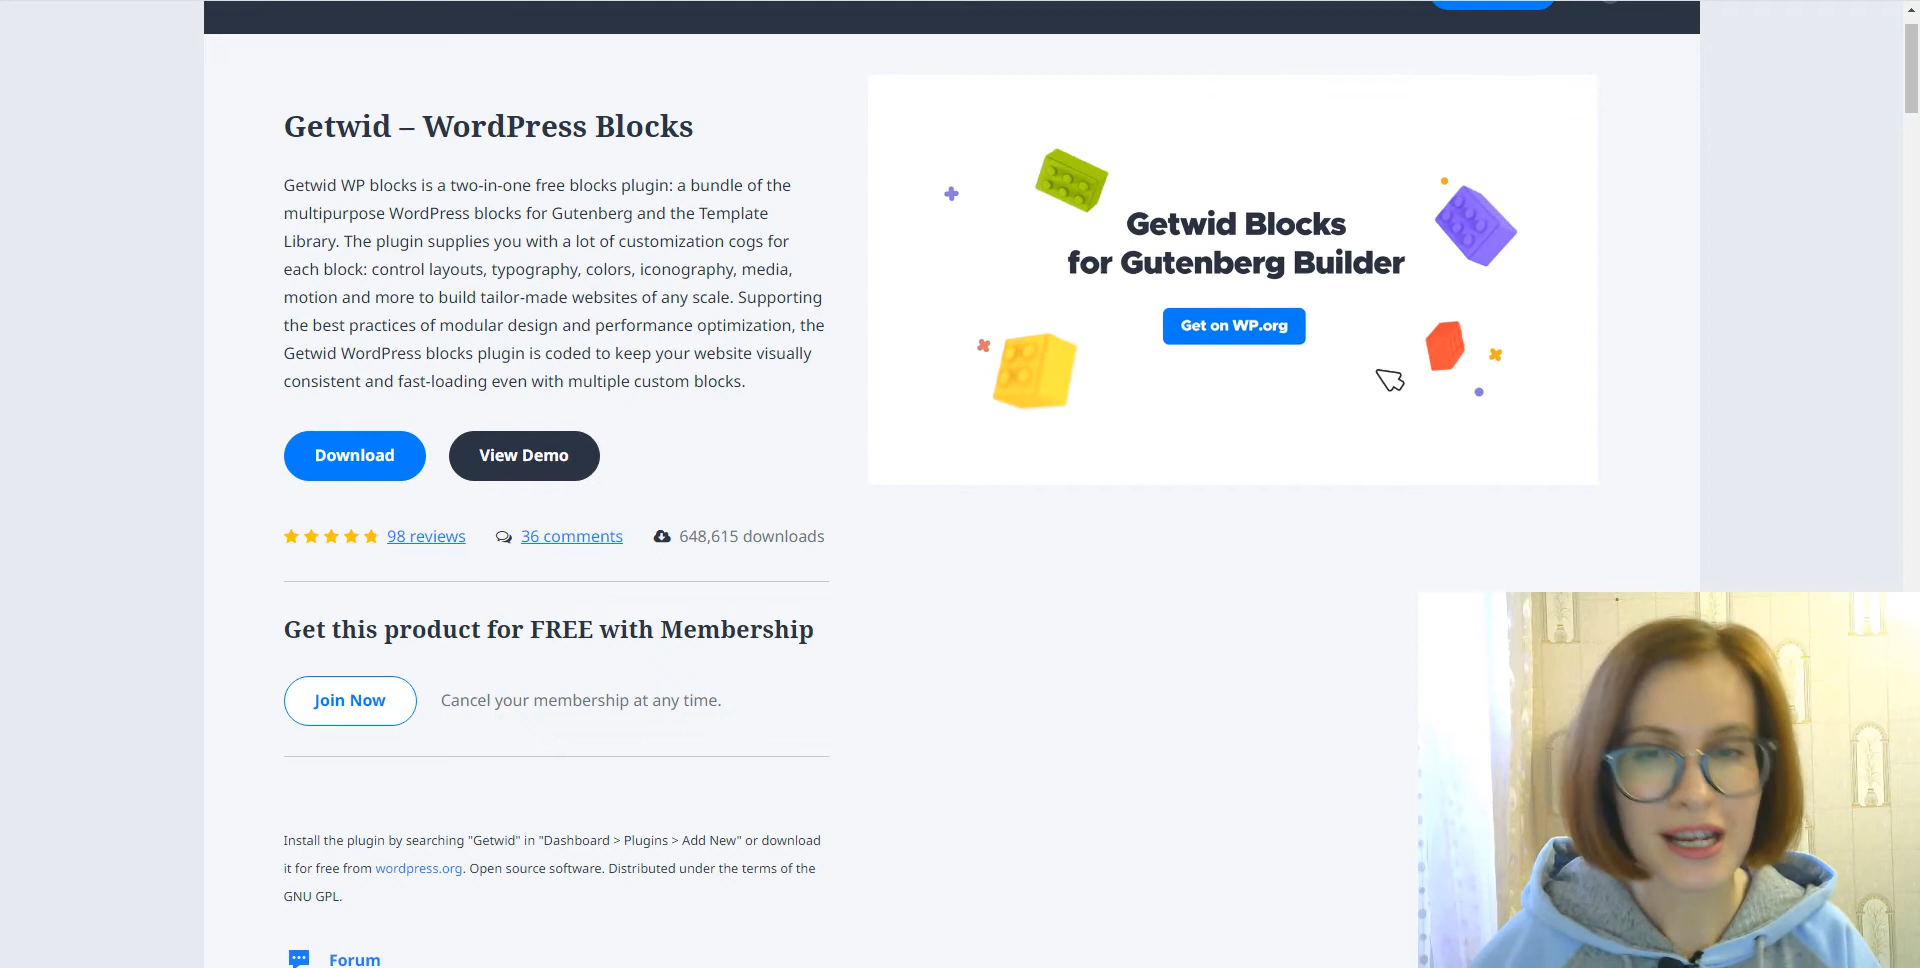 Getwid – WordPress Blocks
Getwid WP blocks is a two-in-one free blocks plugin: a bundle of the
multipurpose WordPress blocks for Gutenberg and the Template
Library. The plugin supplies you with a lot of customization cogs for
each block: control layouts, typography, colors, iconography, media,
motion and more to build tailor-made websites of any scale. Supporting
the best practices of modular design and performance optimization, the
Getwid WordPress blocks plugin is coded to keep your website visually
consistent and fast-loading even with multiple custom blocks.
Download
View Demo
98 reviews
36 comments
648,615 downloads
Get this product for FREE with Membership
Join Now
Cancel your membership at any time.
Install the plugin by searching "Getwid" in "Dashboard > Plugins > Add New" or download
it for free from wordpress.org. Open source software. Distributed under the terms of the
GNU GPL.
Forum
Getwid Blocks
for Gutenberg Builder
Get on WP.org